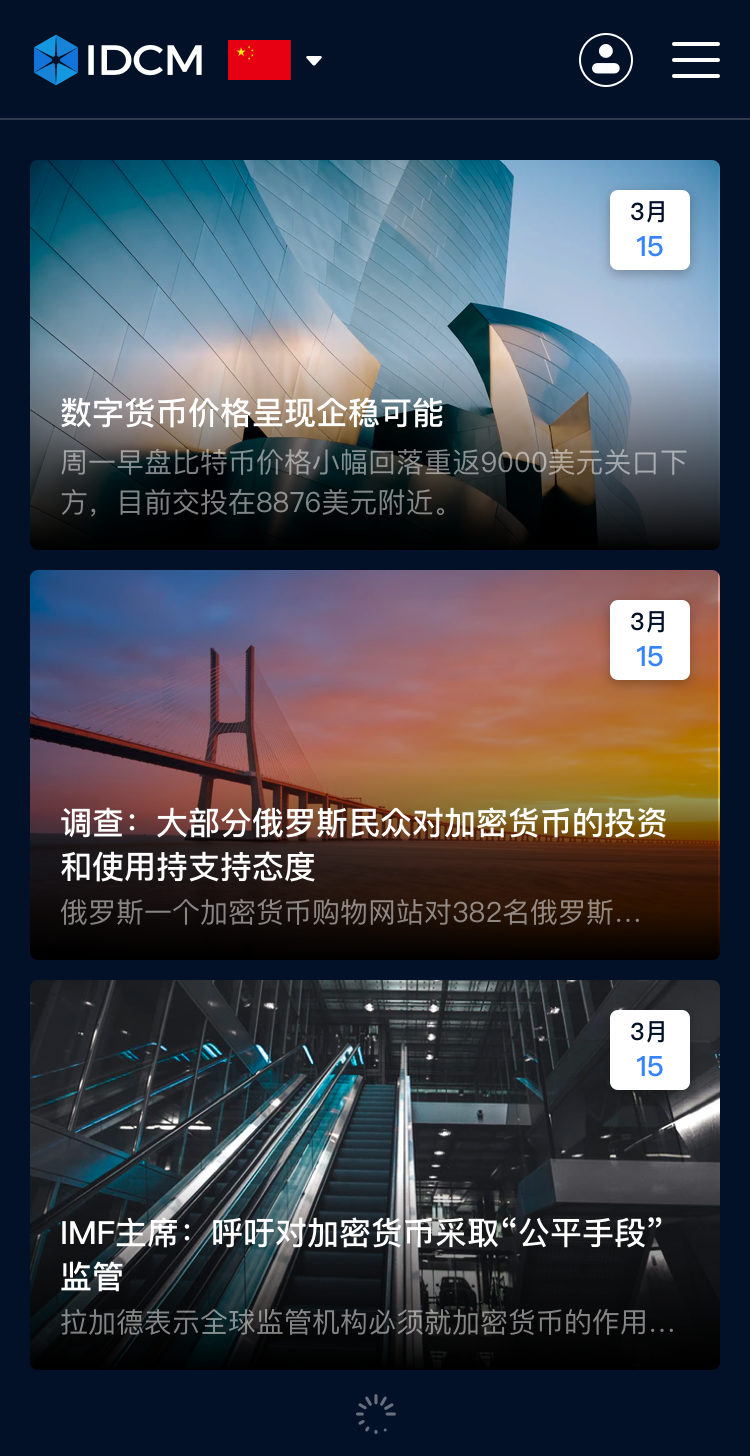 IDCM
3月
15
数字货币价格呈现企稳可能
周一早盘比特币价格小幅回落重返9000美元关口下
方，目前交投在8876美元附近。
3月
15
调查：大部分俄罗斯民众对加密货币的投资
和使用持支持态度
俄罗斯一个加密货币购物网站对382名俄罗斯…
3月
15
IMF主席：呼吁对加密货币采取“公平手段”
监管
拉加德表示全球监管机构必须就加密货币的作用…